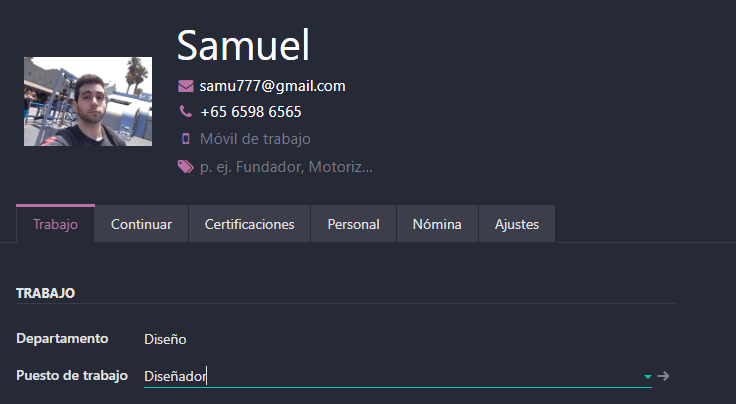 Samuel
samu777@gmail.com
+65 6598 6565
Móvil de trabajo
p. ej. Fundador, Motoriz...
Trabajo Continuar Certificaciones Personal Nómina Ajustes
TRABAJO
Departamento Diseño
Puesto de trabajo Diseñador